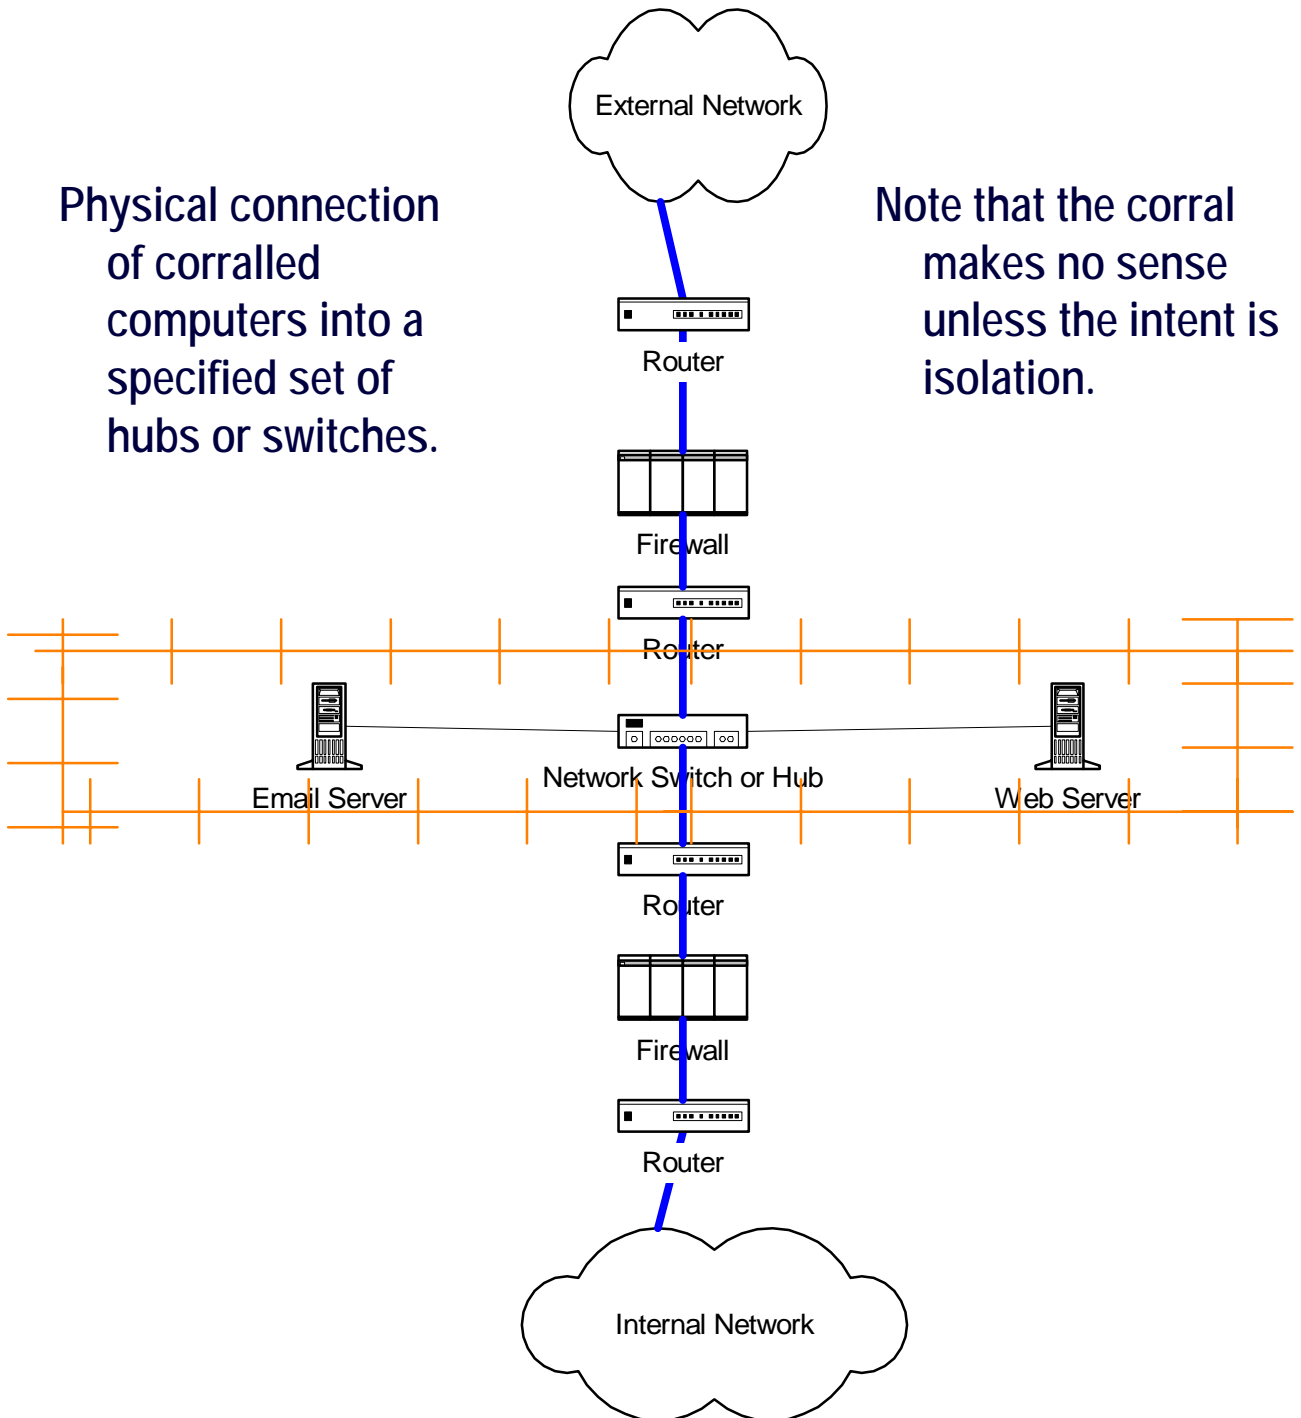 External Network
Physical connection
of corralled
computers into a
specified set of
hubs or switches.
Note that the corral
makes no sense
unless the intent is
isolation.
Router
Firewall
Router
Email Server
Network Switch or Hub
Web Server
Router
Firewall
Router
Internal Network